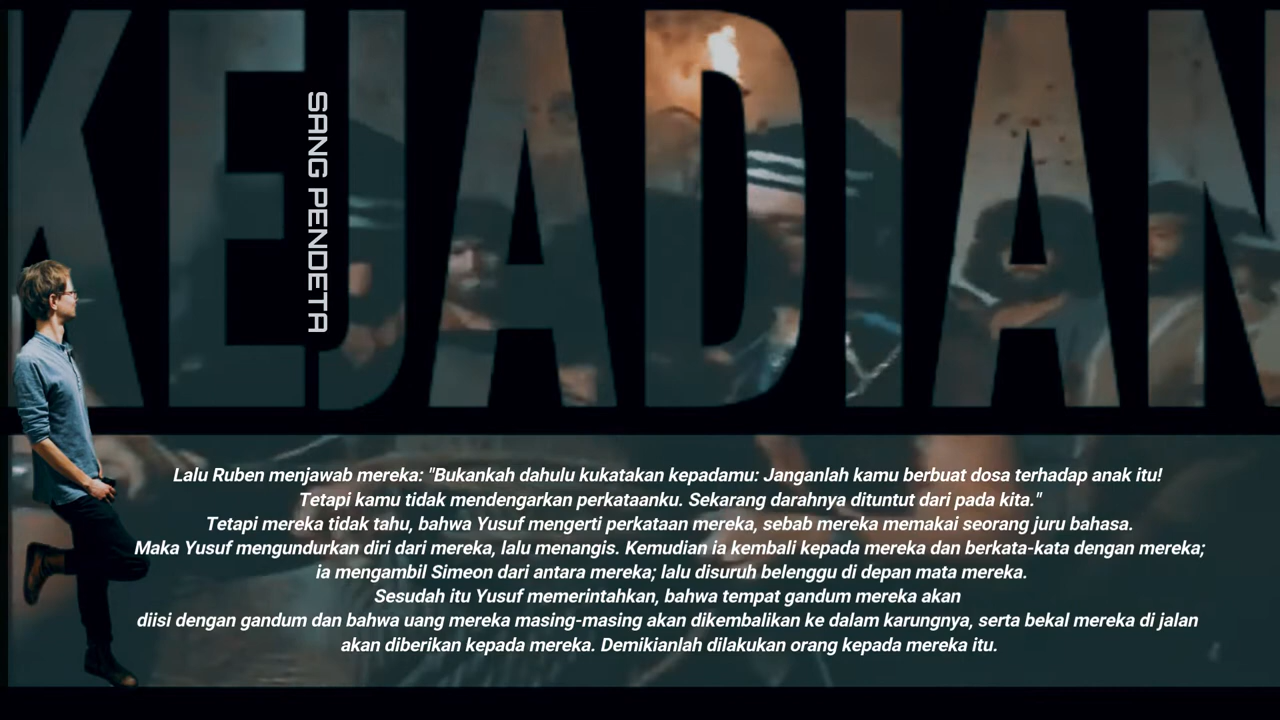 KEJADIAN
SANG PENDETA
Lalu Ruben menjawab mereka: "Bukankah dahulu kukatakan kepadamu: Janganlah kamu berbuat dosa terhadap anak itu!
Tetapi kamu tidak mendengarkan perkataanku. Sekarang darahnya dituntut dari pada kita."
Tetapi mereka tidak tahu, bahwa Yusuf mengerti perkataan mereka, sebab mereka memakai seorang juru bahasa.
Maka Yusuf mengundurkan diri dari mereka, lalu menangis. Kemudian ia kembali kepada mereka dan berkata-kata dengan mereka;
ia mengambil Simeon dari antara mereka; lalu disuruh belenggu di depan mata mereka.
Sesudah itu Yusuf memerintahkan, bahwa tempat gandum mereka akan
diisi dengan gandum dan bahwa uang mereka masing-masing akan dikembalikan ke dalam karungnya, serta bekal mereka di jalan
akan diberikan kepada mereka. Demikianlah dilakukan orang kepada mereka itu.